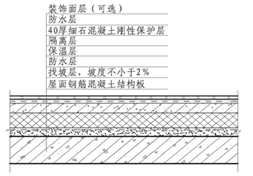 装饰面层（可选）
防水层
40厚细石混凝土刚性保护层
隔离层
保温层
防水层
找坡层，坡度不小于2%
屋面钢筋混凝土结构板